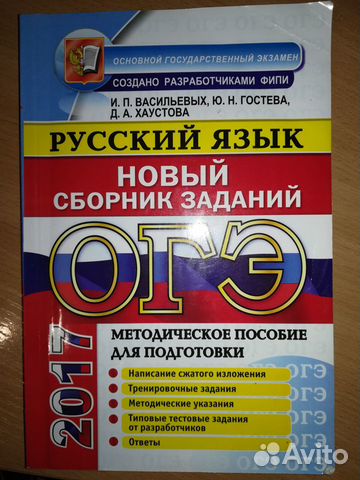 ОСНОВНОЙ ГОСУДАРСТВЕННЫЙ ЭКЗАМЕН
СОЗДАНО РАЗРАБОТЧИКАМИ ФИПИ
И. П. ВАСИЛЬЕВЫХ, Ю. Н. ГОСТЕВА,
Д. А. ХАУСТОВА
РУССКИЙ ЯЗЫК
НОВЫЙ
СБОРНИК ЗАДАНИЙ
ОГЭ
2017
МЕТОДИЧЕСКОЕ ПОСОБИЕ
ДЛЯ ПОДГОТОВКИ
Написание сжатого изложения
Тренировочные задания
Методические указания
Типовые тестовые задания
от разработчиков
Ответы
Avito